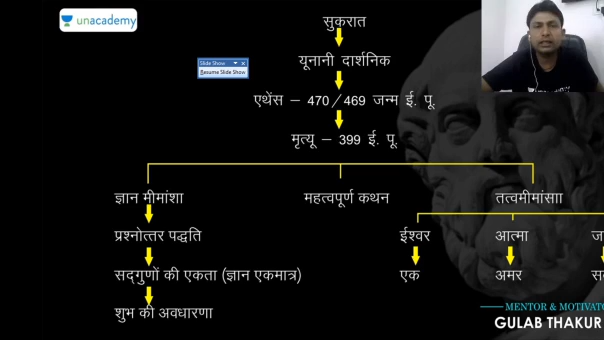 unacademy
सुकरात
Slide Show
Resume Slide Show
यूनानी दार्शनिक
एथेंस – 470/469 जन्म ई. पू.
मृत्यू – 399 ई. पू.
ज्ञान मीमांशा
महत्वपूर्ण कथन
तत्वमीमांसाा
प्रश्नोत्तर पद्धति
ईश्वर
आत्मा
सद्गुणों की एकता (ज्ञान एकमात्र)
एक
अमर
शुभ की अवधारणा
MENTOR & MOTIVATO
GULAB THAKUR